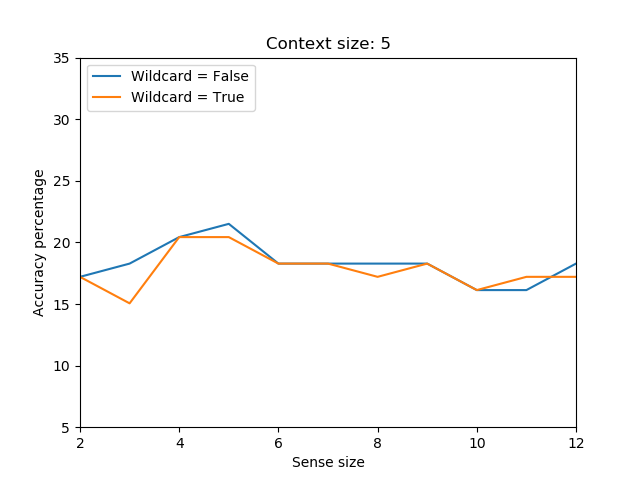 Context size: 5
Wildcard = False
Wildcard = True
Accuracy percentage
35
30
25
20
15
10
5
2 4 6 8 10 12
Sense size